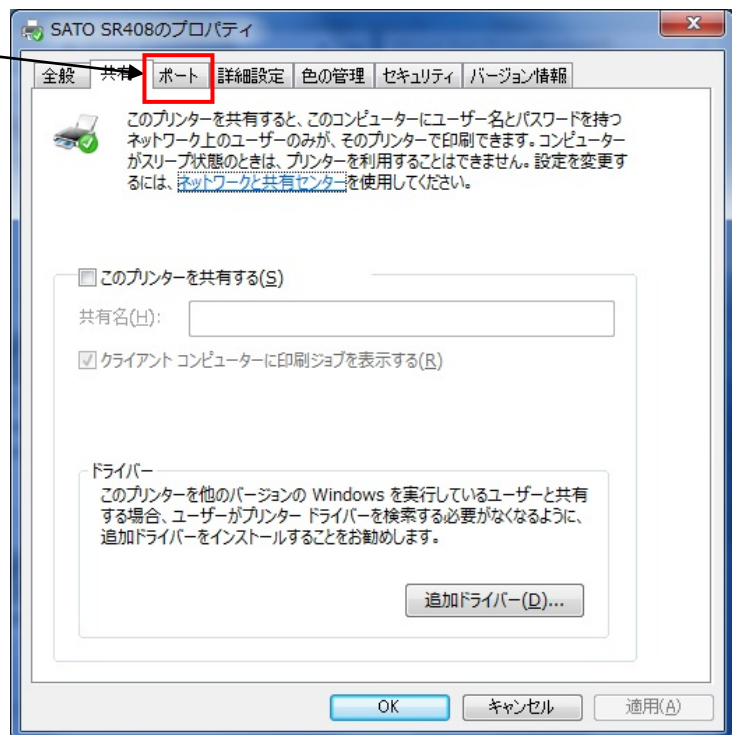 SATO SR408のプロパティ
全般 共有 ポート 詳細設定 色の管理 セキュリティ バージョン情報
このプリンターを共有すると、このコンピューターにユーザー名とパスワードを持つ
ネットワーク上のユーザーのみが、そのプリンターで印刷できます。コンピューター
がスリープ状態のときは、プリンターを利用することはできません。設定を変更す
るには、ネットワークと共有センターを使用してください。
このプリンターを共有する(S)
共有名(H):
クライアント コンピューターに印刷ジョブを表示する(R)
ドライバー
このプリンターを他のバージョンの Windows を実行しているユーザーと共有
する場合、ユーザーがプリンター ドライバーを検索する必要がなくなるように、
追加ドライバーをインストールすることをお勧めします。
追加ドライバー(D)...
OK キャンセル 適用(A)